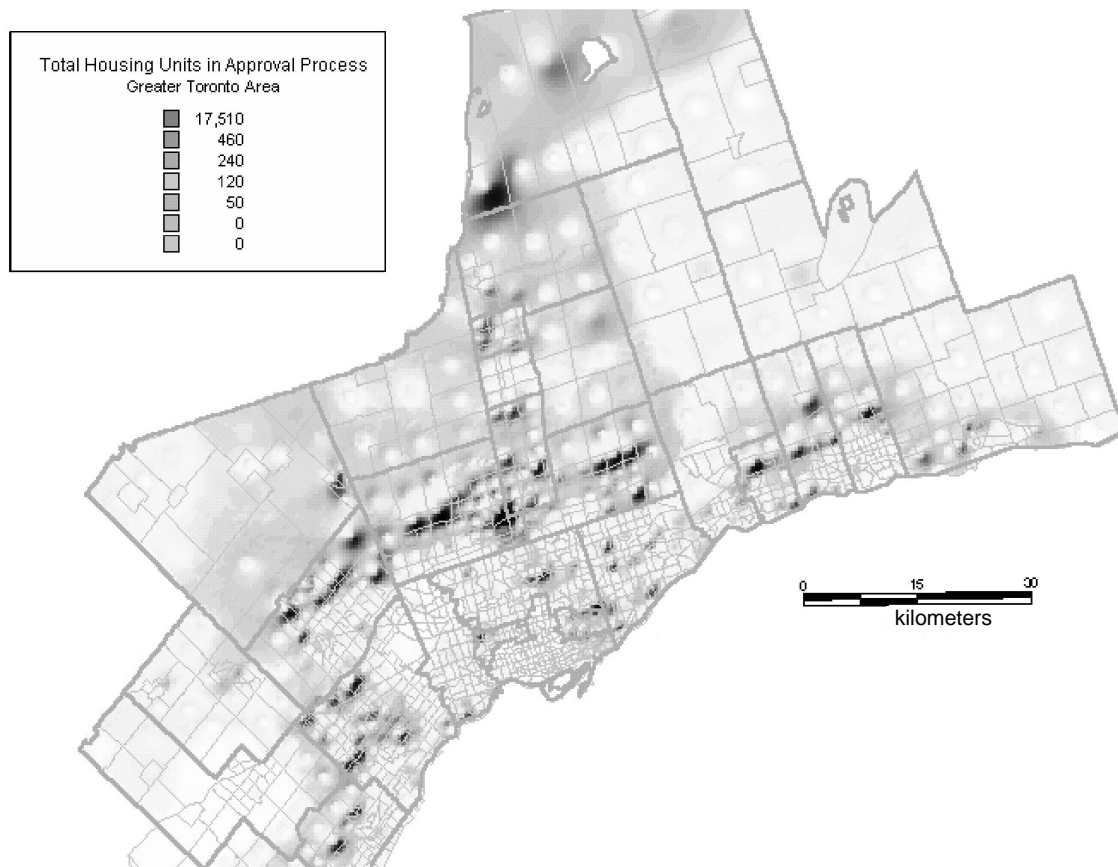 Total Housing Units in Approval Process
Greater Toronto Area
17,510
460
240
120
50
0
0
0 15 30
kilometers